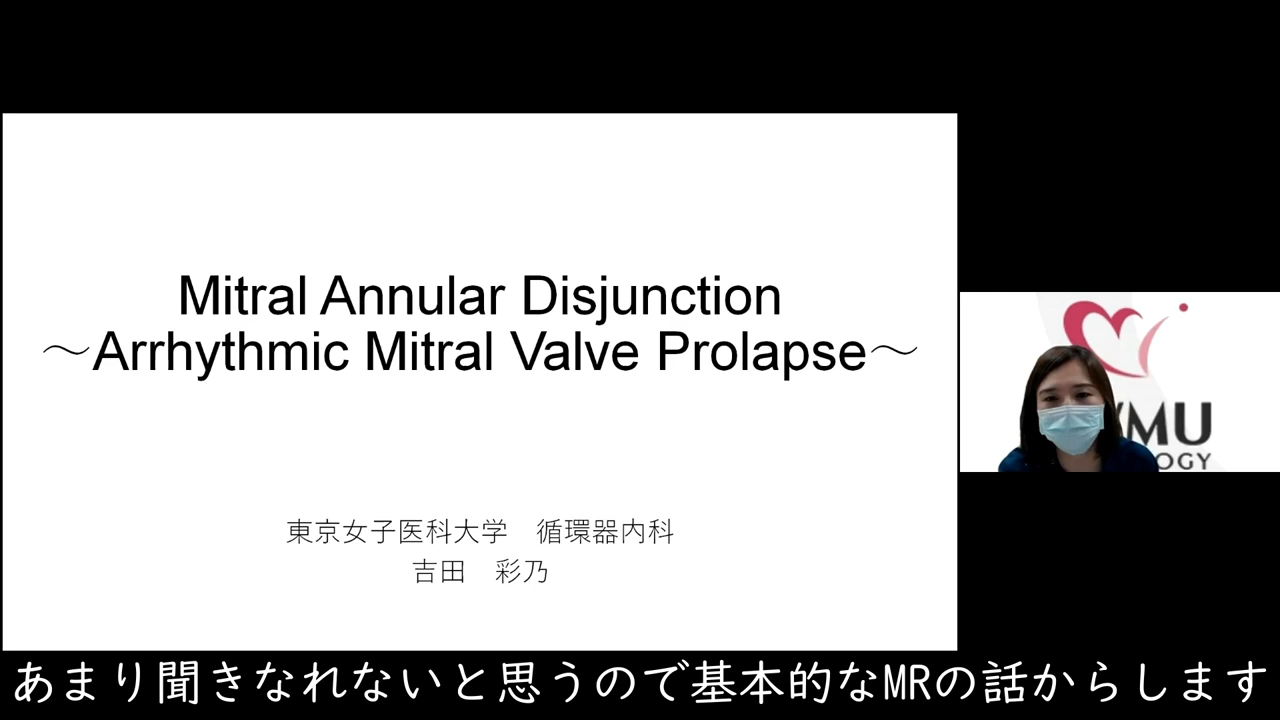 Mitral Annular Disjunction
～Arrhythmic Mitral Valve Prolapse～
東京女子医科大学　循環器内科
吉田　彩乃
MU
OGY
あまり聞きなれないと思うので基本的なMRの話からします